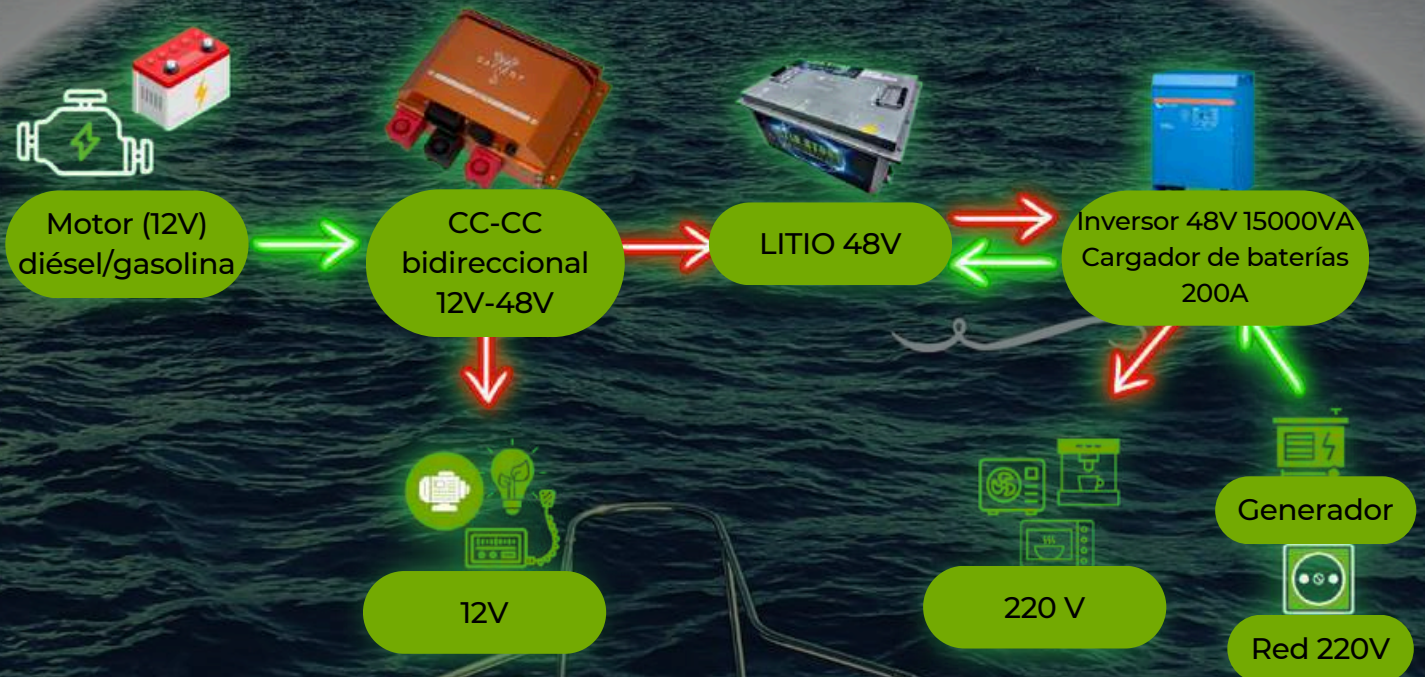 Motor (12V)
diésel/gasolina
CC-CC
bidireccional
12V-48V
LITIO 48V
Inversor 48V 15000VA
Cargador de baterías
200A
12V
220 V
Generador
Red 220V